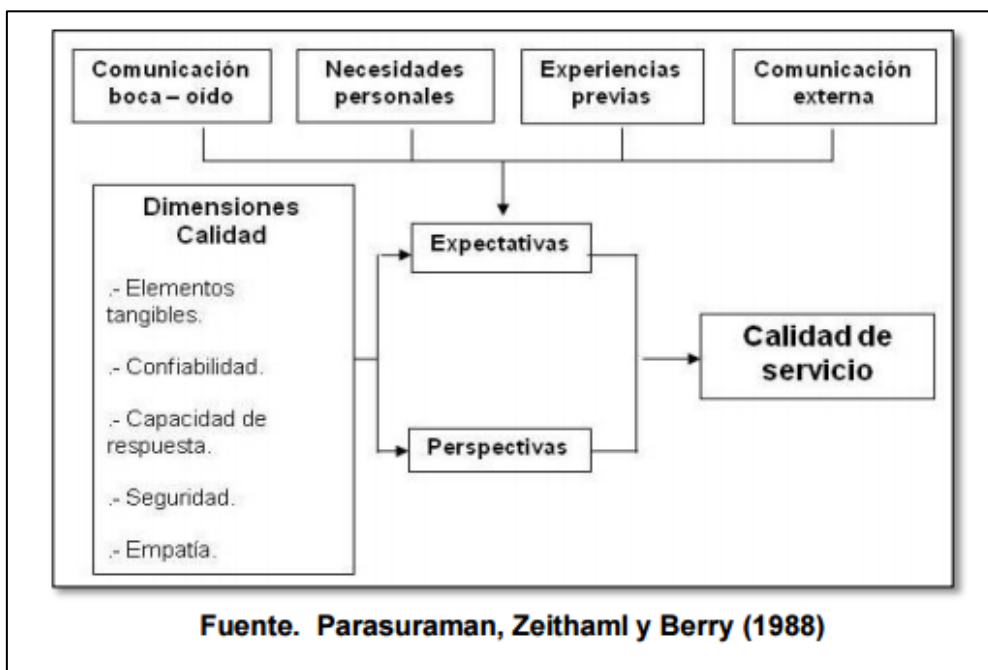 Comunicación
boca – oído
Necesidades
personales
Experiencias
previas
Comunicación
externa
Dimensiones
Calidad
.- Elementos
tangibles.
.- Confiabilidad.
.- Capacidad de
respuesta.
.- Seguridad.
.- Empatía.
Expectativas
Perspectivas
Calidad de
servicio
Fuente.  Parasuraman, Zeithaml y Berry (1988)